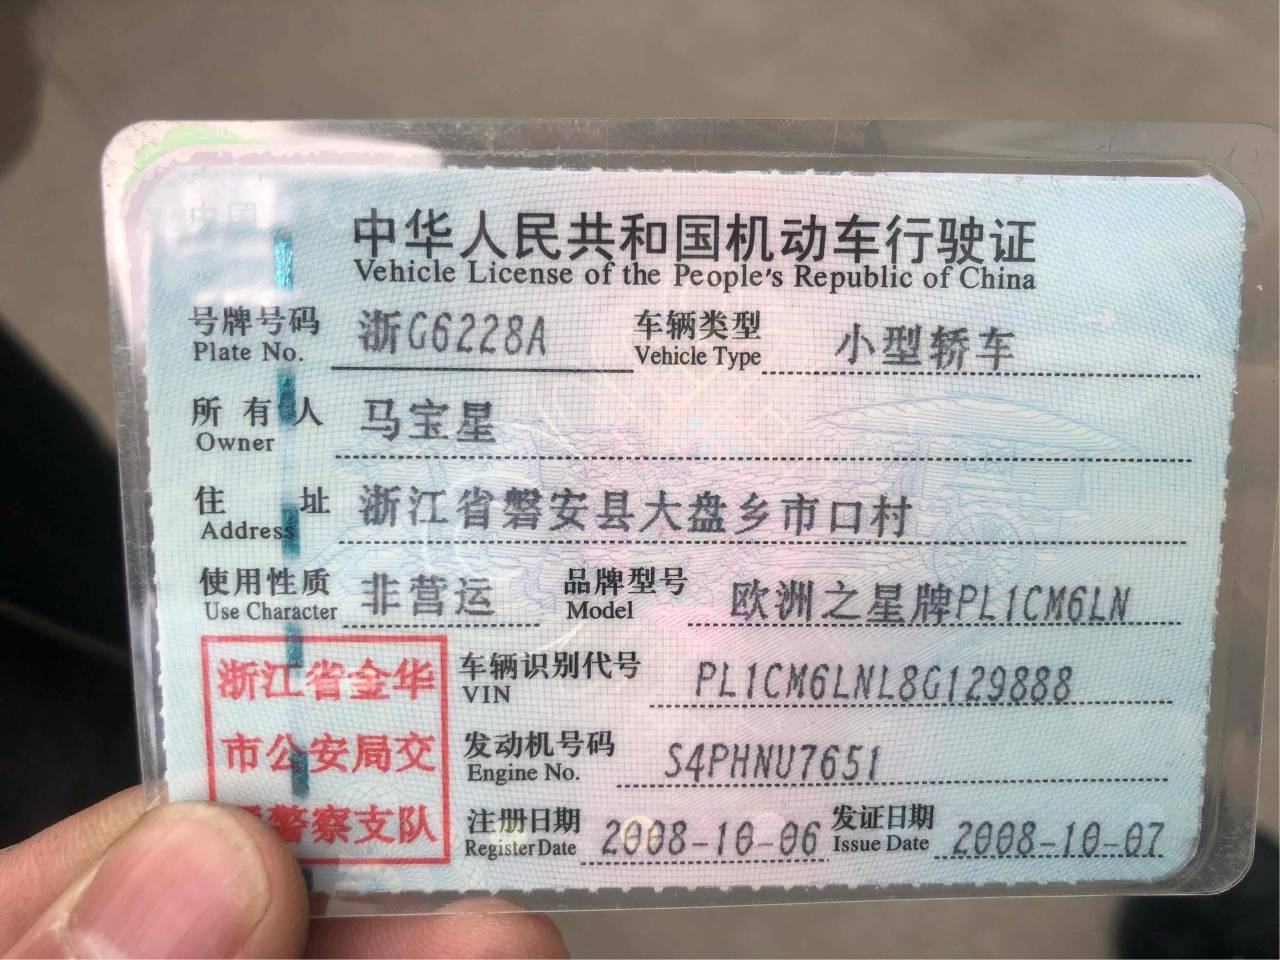 中华人民共和国机动车行驶证
Vehicle License of the People's Republic of China
号牌号码 浙G6228A 车辆类型 小型轿车
Plate No. Vehicle Type
所有人 马宝星
Owner
住址 浙江省磐安县大盘乡市口村
Address
使用性质 非营运 品牌型号 欧洲之星牌PL1CM6LN
Use Character Model
浙江省金华
市公安局交
警察支队
车辆识别代号 PL1CM6LNL8G129888
VIN
发动机号码 S4PHNU7651
Engine No.
注册日期 2008-10-06 发证日期 2008-10-07
Register Date Issue Date